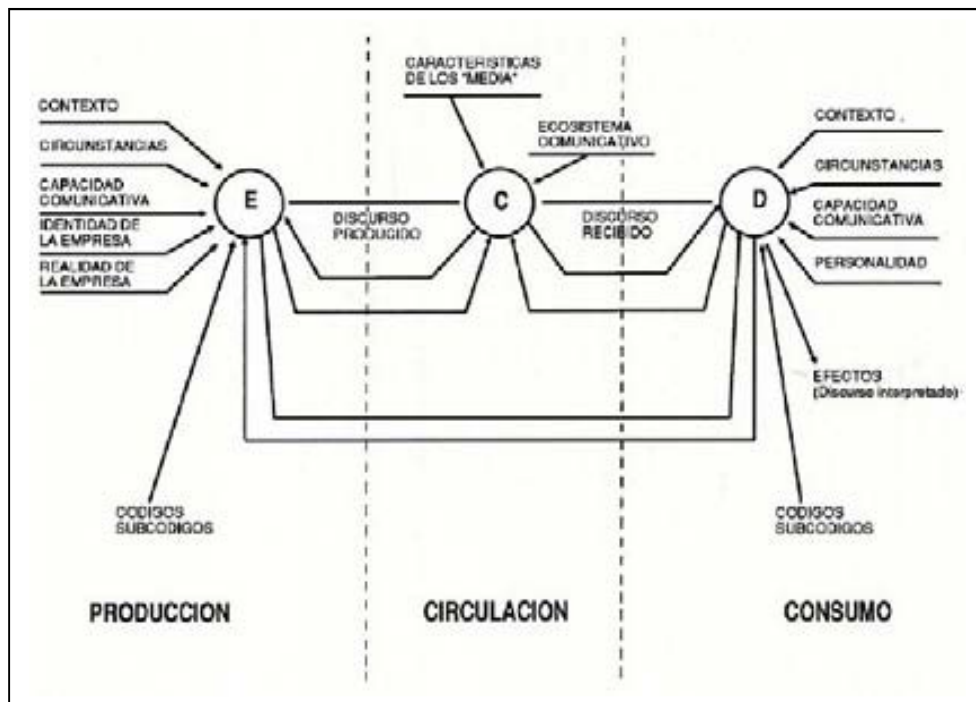 CARACTERISTICAS
DE LOS "MEDIA"
CONTEXTO
CIRCUNSTANCIAS
CAPACIDAD
COMUNICATIVA
IDENTIDAD DE
LA EMPRESA
REALIDAD DE
LA EMPRESA
E
DISCURSO
PRODUCIDO
ECOSISTEMA
COMUNICATIVO
C
DISCURSO
RECIBIDO
D
CONTEXTO
CIRCUNSTANCIAS
CAPACIDAD
COMUNICATIVA
PERSONALIDAD
EFECTOS
(Discurso interpretado)
CODIGOS
SUBCODIGOS
CODIGOS
SUBCODIGOS
PRODUCCION
CIRCULACION
CONSUMO